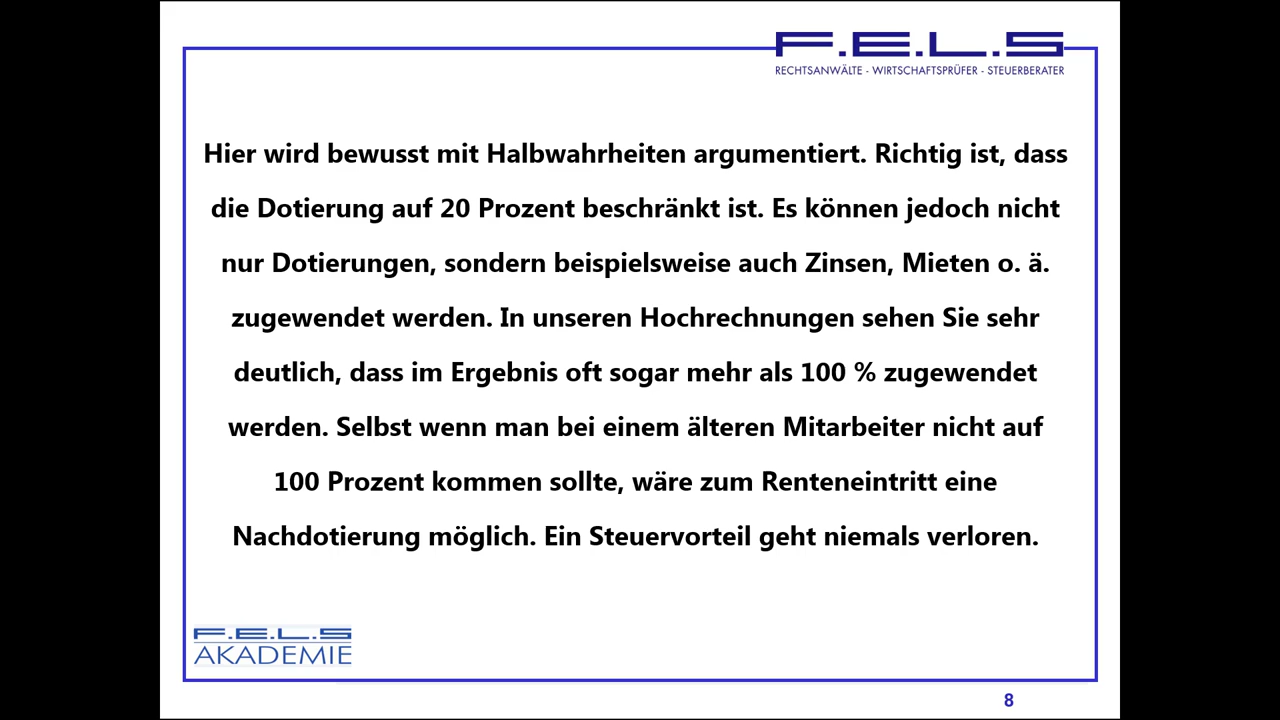 F.E.L.S
RECHTSANWÄLTE - WIRTSCHAFTSPRÜFER - STEUERBERATER
Hier wird bewusst mit Halbwahrheiten argumentiert. Richtig ist, dass
die Dotierung auf 20 Prozent beschränkt ist. Es können jedoch nicht
nur Dotierungen, sondern beispielsweise auch Zinsen, Mieten o. ä.
zugewendet werden. In unseren Hochrechnungen sehen Sie sehr
deutlich, dass im Ergebnis oft sogar mehr als 100 % zugewendet
werden. Selbst wenn man bei einem älteren Mitarbeiter nicht auf
100 Prozent kommen sollte, wäre zum Renteneintritt eine
Nachdotierung möglich. Ein Steuervorteil geht niemals verloren.
F.E.L.S
AKADEMIE
8